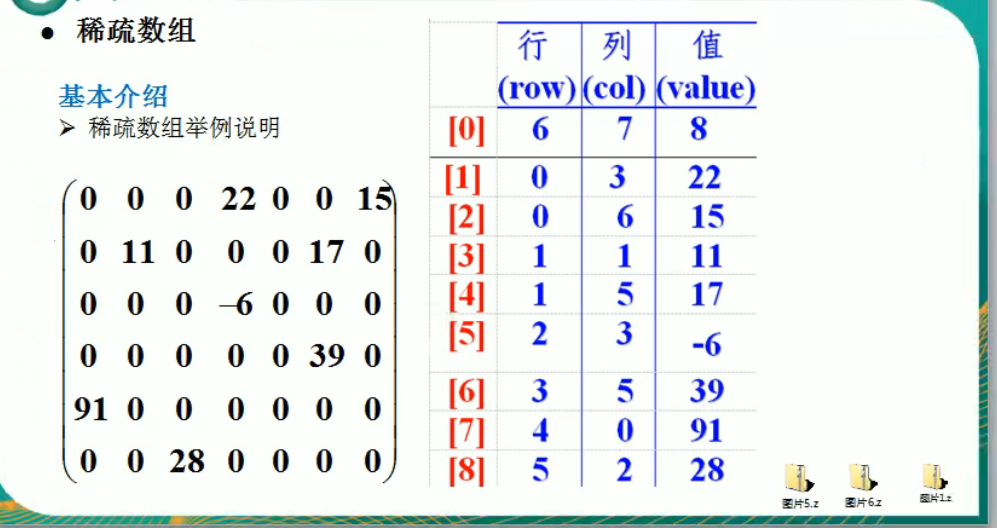 稀疏数组
基本介绍
稀疏数组举例说明
0 0 0 22 0 0 15
0 11 0 0 0 17 0
0 0 0 –6 0 0 0
0 0 0 0 0 39 0
91 0 0 0 0 0 0
0 0 28 0 0 0 0
行 列 值
(row) (col) (value)
[0] 6 7 8
[1] 0 3 22
[2] 0 6 15
[3] 1 1 11
[4] 1 5 17
[5] 2 3 -6
[6] 3 5 39
[7] 4 0 91
[8] 5 2 28
图片5.z 图片6.z 图片1.z